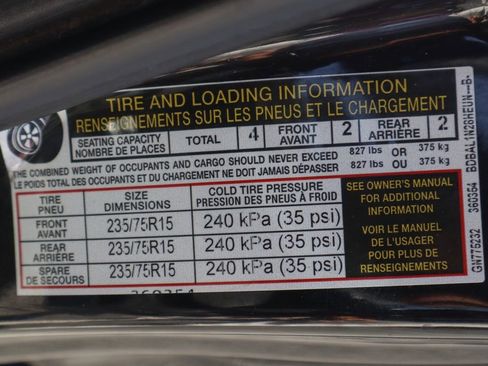 TIRE AND LOADING INFORMATION
RENSEIGNEMENTS SUR LES PNEUS ET LE CHARGEMENT
SEATING CAPACITY TOTAL 4 FRONT 2 REAR 2
NOMBRE DE PLACES AVANT ARRIÈRE
THE COMBINED WEIGHT OF OCCUPANTS AND CARGO SHOULD NEVER EXCEED 827 lbs OR 375 kg
LE POIDS TOTAL DES OCCUPANTS ET DU CHARGEMENT NE DOIT JAMAIS DÉPASSER 827 lbs OU 375 kg
TIRE SIZE COLD TIRE PRESSURE
PNEU DIMENSIONS PRESSION DES PNEUS À FROID
FRONT
AVANT 235/75R15 240 kPa (35 psi)
REAR
ARRIÈRE 235/75R15 240 kPa (35 psi)
SPARE
DE SECOURS 235/75R15 240 kPa (35 psi)
SEE OWNER'S MANUAL
FOR ADDITIONAL
INFORMATION
VOIR LE MANUEL
DE L'USAGER
POUR PLUS DE
RENSEIGNEMENTS
GW775232 360354 BDBAL1N28HEUN---B-
360354